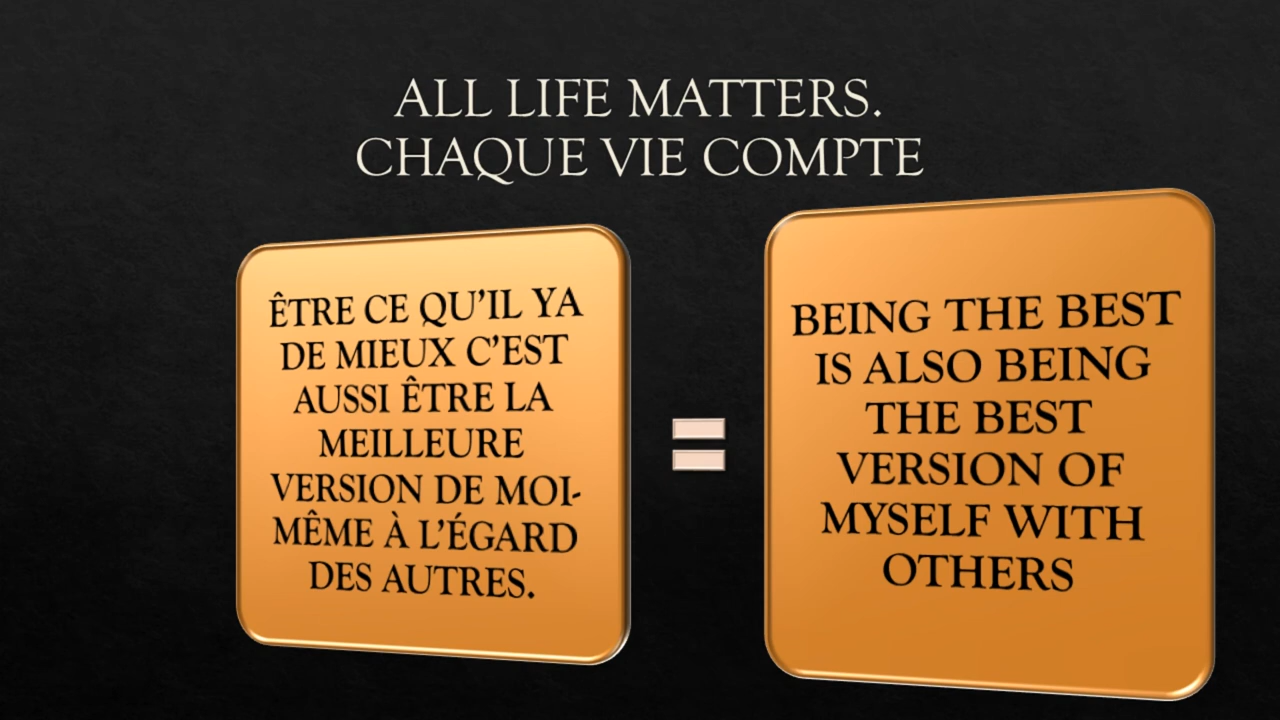 ALL LIFE MATTERS.
CHAQUE VIE COMPTE
ÊTRE CE QU'IL YA
DE MIEUX C'EST
AUSSI ÊTRE LA
MEILLEURE
VERSION DE MOI-
MÊME À L'ÉGARD
DES AUTRES.
=
BEING THE BEST
IS ALSO BEING
THE BEST
VERSION OF
MYSELF WITH
OTHERS